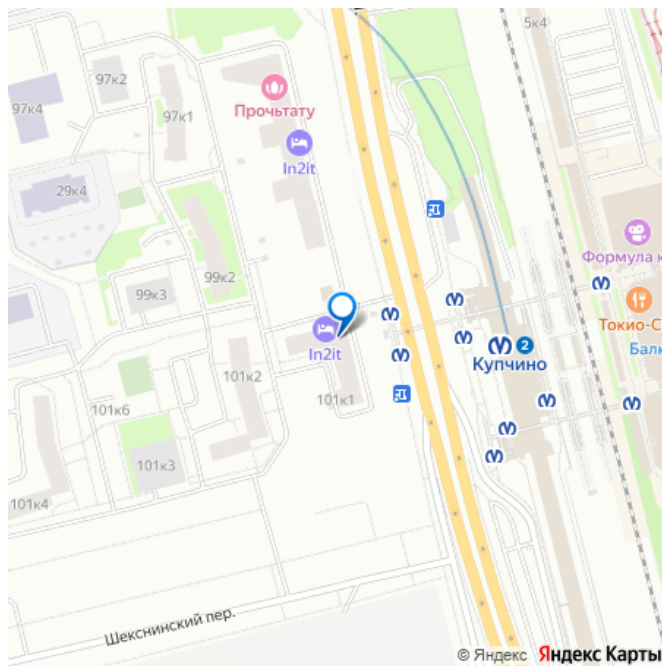 5к4
97к2
97к4
97к1
Прочьтату
In2it
29к4
99к2
99к3
Формула к
Токио-С
2
Купчино
Балк
In2it
101к2
101к1
101к6
101к3
101к4
Шекснинский пер.
© Яндекс Яндекс Карты